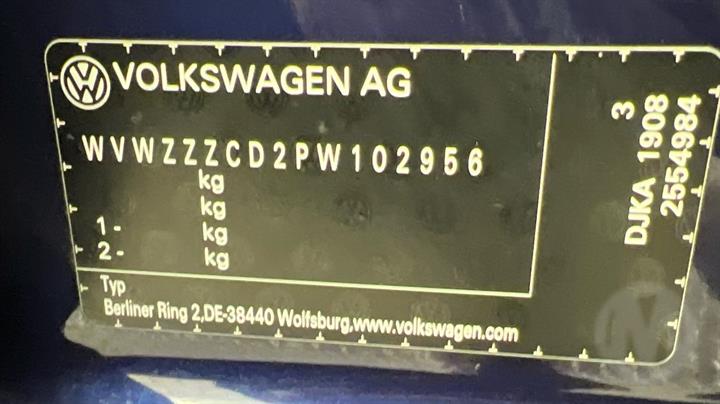 VOLKSWAGEN AG
WVWZZZCD2PW102956
kg
kg
1- kg
2- kg
Typ
Berliner Ring 2,DE-38440 Wolfsburg,www.volkswagen.com
3
DJKA 1908
2554984